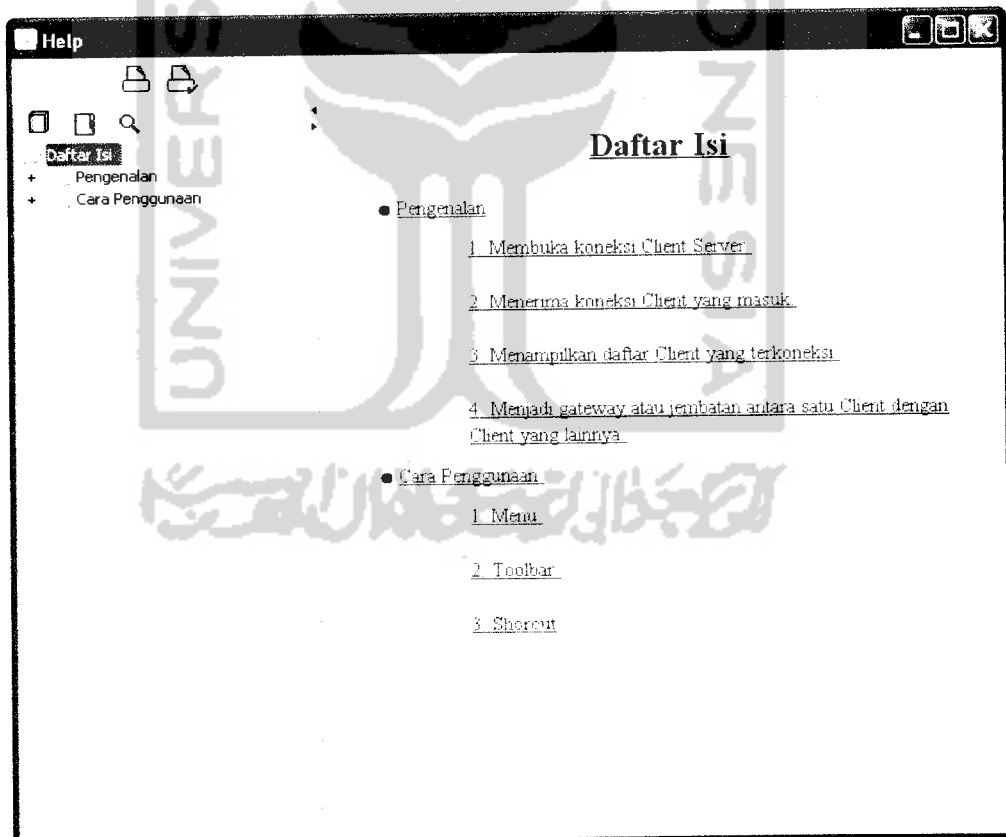 Help
Daftar Isi
Pengenalan
Cara Penggunaan
Daftar Isi
Pengenalan
1. Membuka koneksi Client Server
2. Menerima koneksi Client yang masuk.
3. Menampilkan daftar Client yang terkoneksi
4. Menjadi gateway atau jembatan antara satu Client dengan
Client yang lainnya.
Cara Penggunaan
1. Menu
2. Toolbar
3. Shorcut